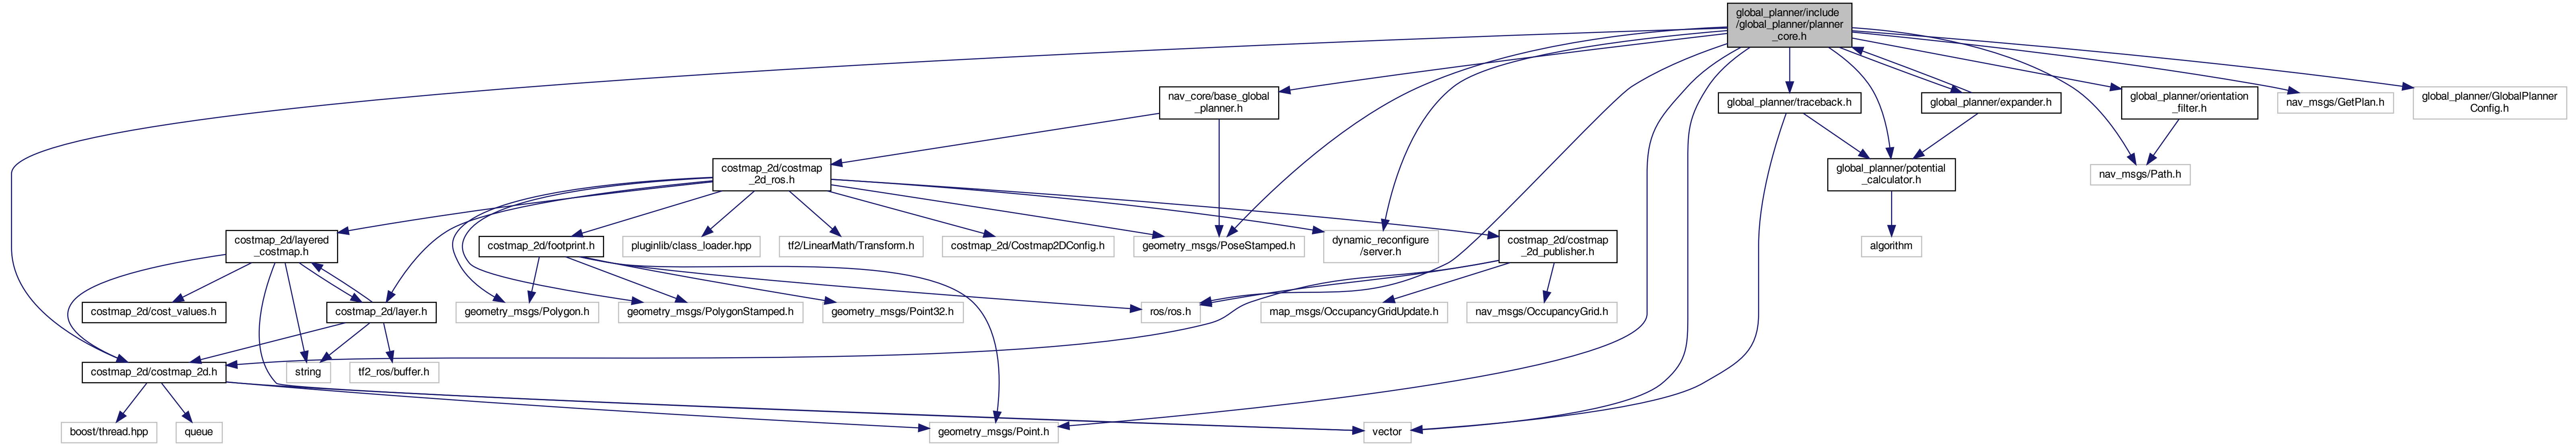 global_planner/include
/global_planner/planner
_core.h
nav_core/base_global
_planner.h
global_planner/traceback.h
global_planner/expander.h
global_planner/orientation
_filter.h
nav_msgs/GetPlan.h
global_planner/GlobalPlanner
Config.h
costmap_2d/costmap
_2d_ros.h
global_planner/potential
_calculator.h
nav_msgs/Path.h
costmap_2d/layered
_costmap.h
costmap_2d/footprint.h
pluginlib/class_loader.hpp
tf2/LinearMath/Transform.h
costmap_2d/Costmap2DConfig.h
geometry_msgs/PoseStamped.h
dynamic_reconfigure
/server.h
costmap_2d/costmap
_2d_publisher.h
algorithm
costmap_2d/cost_values.h
costmap_2d/layer.h
geometry_msgs/Polygon.h
geometry_msgs/PolygonStamped.h
geometry_msgs/Point32.h
ros/ros.h
map_msgs/OccupancyGridUpdate.h
nav_msgs/OccupancyGrid.h
costmap_2d/costmap_2d.h
string
tf2_ros/buffer.h
boost/thread.hpp
queue
geometry_msgs/Point.h
vector